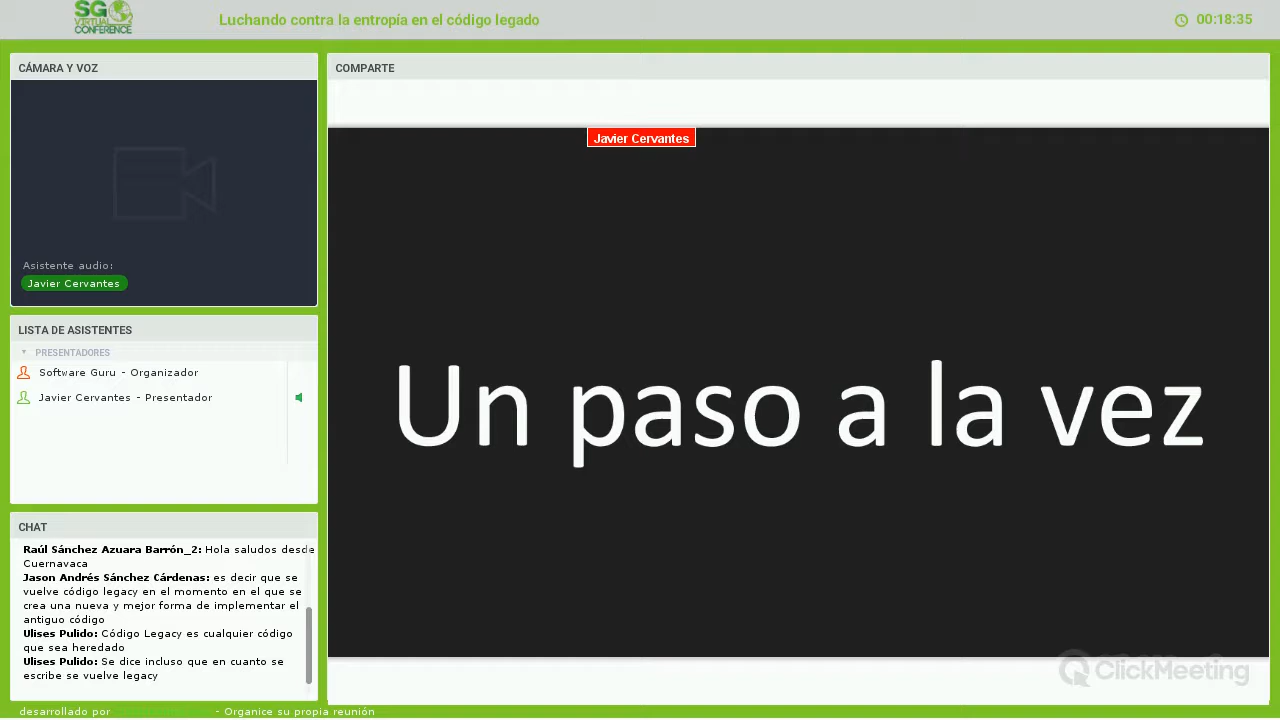 SG
VIRTUAL
CONFERENCE
Luchando contra la entropía en el código legado
00:18:35
CÁMARA Y VOZ
Asistente audio:
Javier Cervantes
LISTA DE ASISTENTES
PRESENTADORES
Software Guru - Organizador
Javier Cervantes - Presentador
CHAT
Raúl Sánchez Azuara Barrón_2: Hola saludos desde
Cuernavaca
Jason Andrés Sánchez Cárdenas: es decir que se
vuelve código legacy en el momento en el que se
crea una nueva y mejor forma de implementar el
antiguo código
Ulises Pulido: Código Legacy es cualquier código
que sea heredado
Ulises Pulido: Se dice incluso que en cuanto se
escribe se vuelve legacy
COMPARTE
Javier Cervantes
Un paso a la vez
ClickMeeting
desarrollado por
- Organice su propia reunión